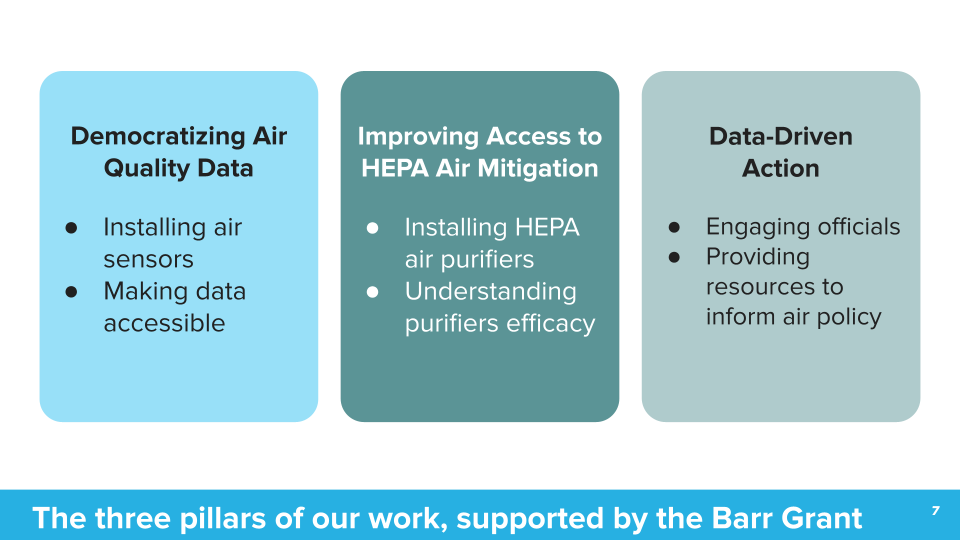 Democratizing Air
Quality Data
● Installing air
sensors
● Making data
accessible
Improving Access to
HEPA Air Mitigation
● Installing HEPA
air purifiers
● Understanding
purifiers efficacy
Data-Driven
Action
● Engaging officials
● Providing
resources to
inform air policy
The three pillars of our work, supported by the Barr Grant
7